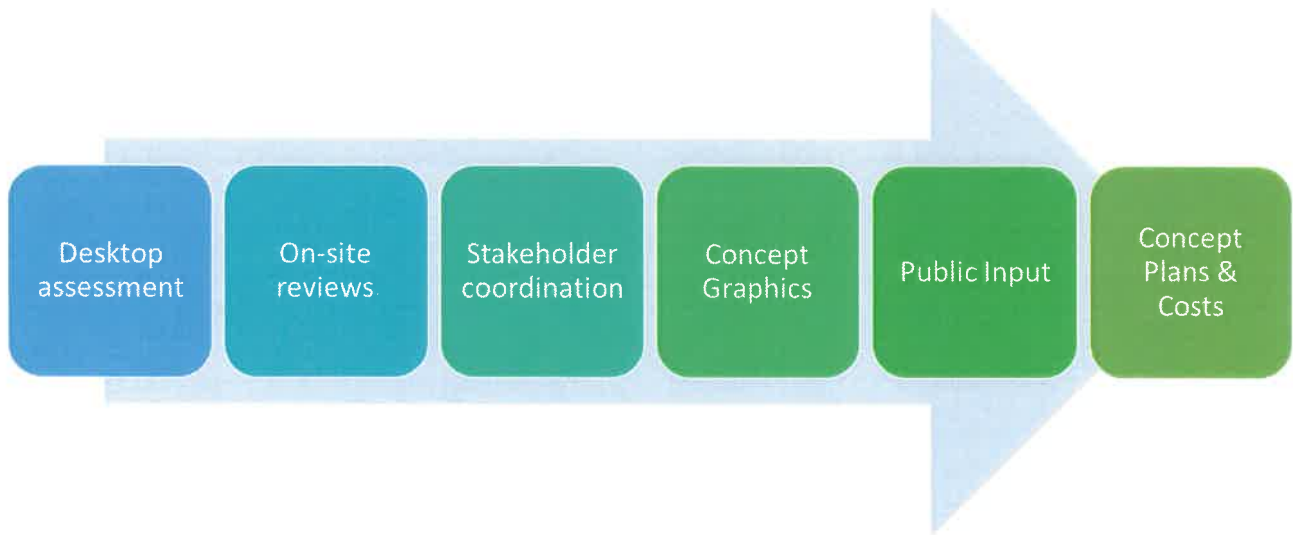 Desktop
assessment
On-site
reviews
Stakeholder
coordination
Concept
Graphics
Public Input
Concept
Plans &
Costs